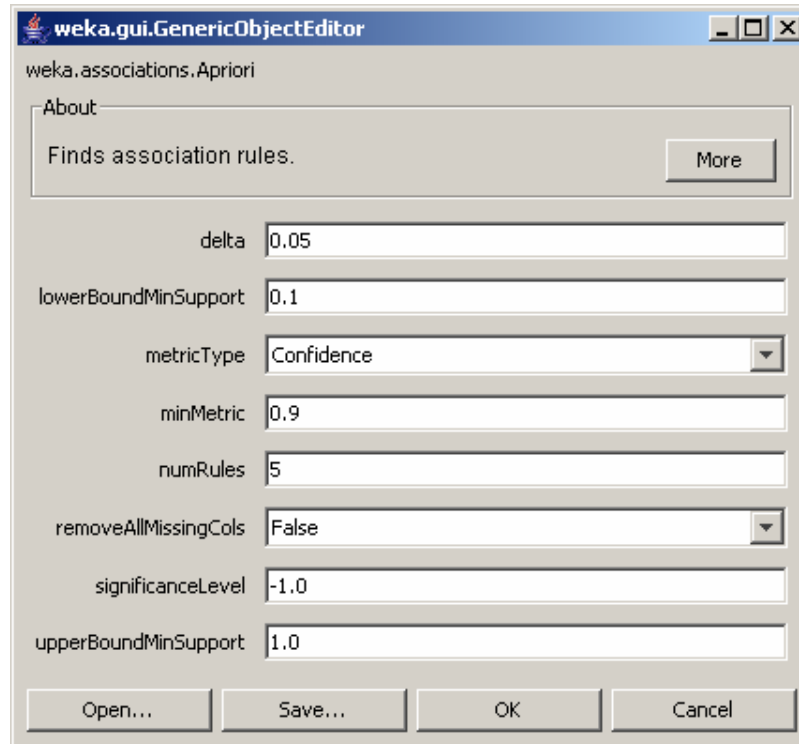 weka.gui.GenericObjectEditor
weka.associations.Apriori
About
Finds association rules.
More
delta 0.05
lowerBoundMinSupport 0.1
metricType Confidence
minMetric 0.9
numRules 5
removeAllMissingCols False
significanceLevel -1.0
upperBoundMinSupport 1.0
Open... Save... OK Cancel